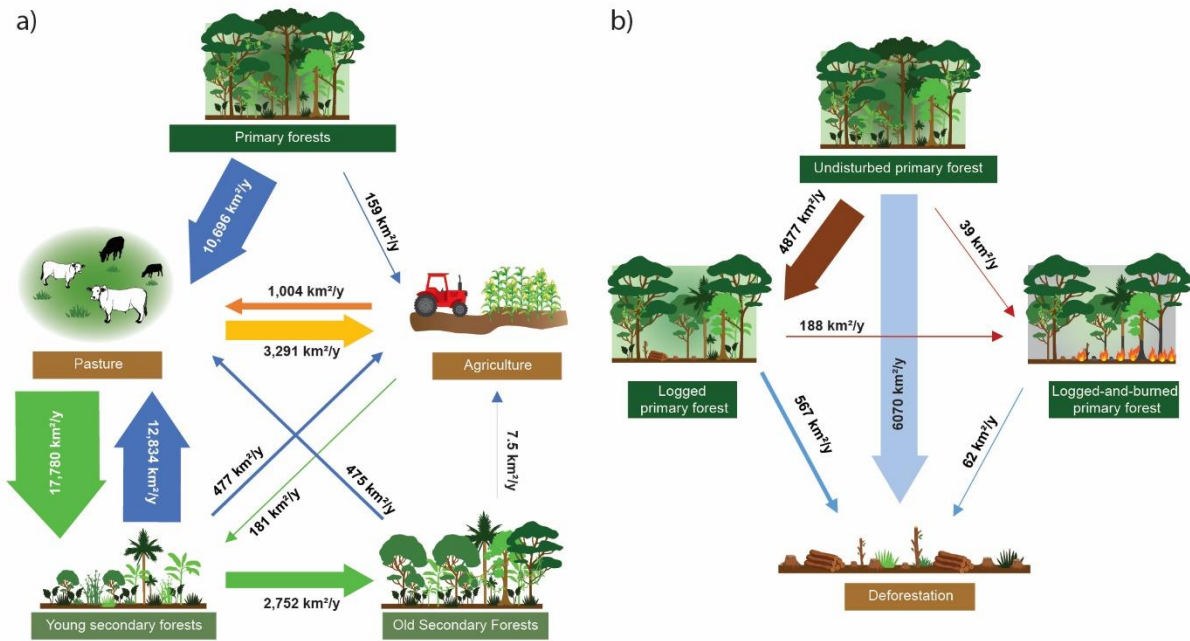 a)
Primary forests
10,696 km²/y
159 km²/y
1,004 km²/y
3,291 km²/y
Pasture
Agriculture
17,780 km²/y
12,834 km²/y
477 km²/y
475 km²/y
181 km²/y
7.5 km²/y
2,752 km²/y
Young secondary forests
Old Secondary Forests
b)
Undisturbed primary forest
4877 km²/y
39 km²/y
188 km²/y
6070 km²/y
Logged
primary forest
Logged-and-burned
primary forest
567 km²/y
62 km²/y
Deforestation